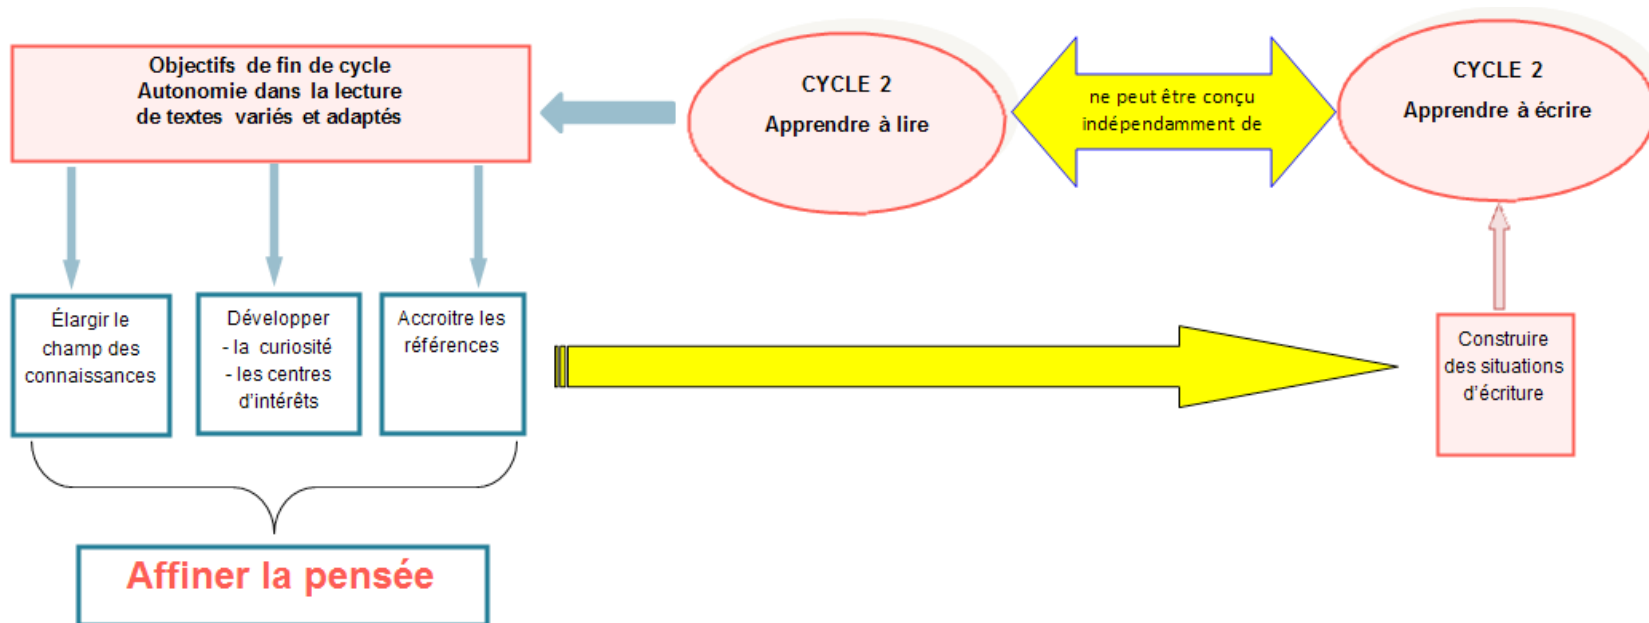 Objectifs de fin de cycle
Autonomie dans la lecture
de textes variés et adaptés
CYCLE 2
Apprendre à lire
ne peut être conçu
indépendamment de
CYCLE 2
Apprendre à écrire
Élargir le
champ des
connaissances
Développer
- la curiosité
- les centres
d'intérêts
Accroitre les
références
Construire
des situations
d'écriture
Affiner la pensée